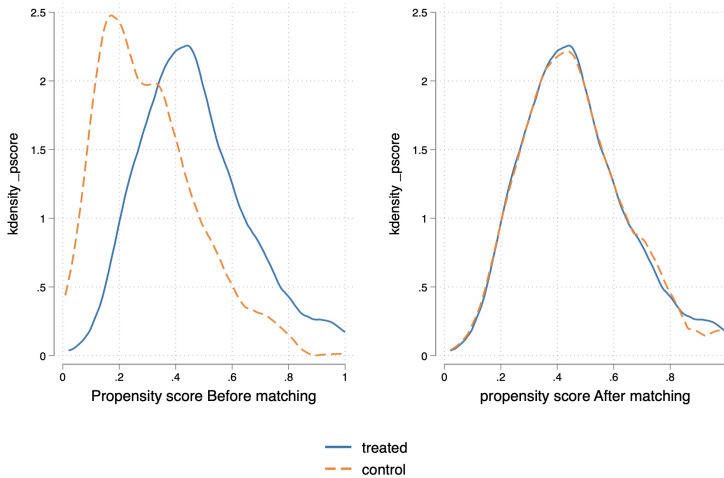 2.5
2
1.5
1
.5
0
kdensity _pscore
0 .2 .4 .6 .8 1
Propensity score Before matching
2.5
2
1.5
1
.5
0
kdensity _pscore
0 .2 .4 .6 .8
propensity score After matching
treated
control